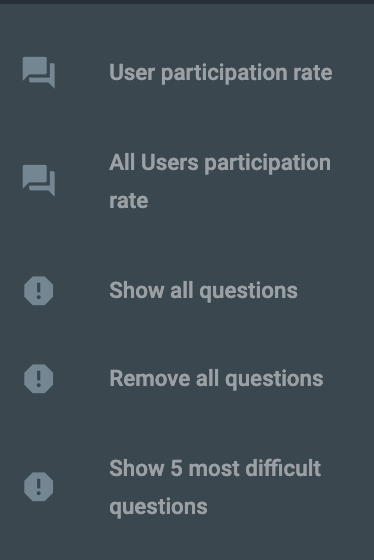 User participation rate
All Users participation
rate
Show all questions
Remove all questions
Show 5 most difficult
questions